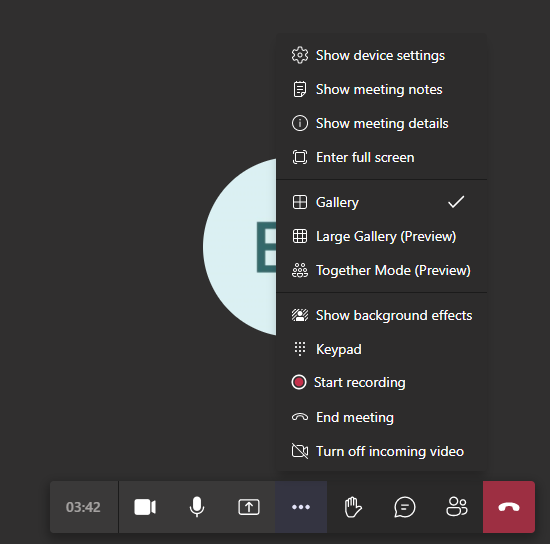 Show device settings
Show meeting notes
Show meeting details
Enter full screen
Gallery
Large Gallery (Preview)
Together Mode (Preview)
Show background effects
Keypad
Start recording
End meeting
Turn off incoming video
03:42